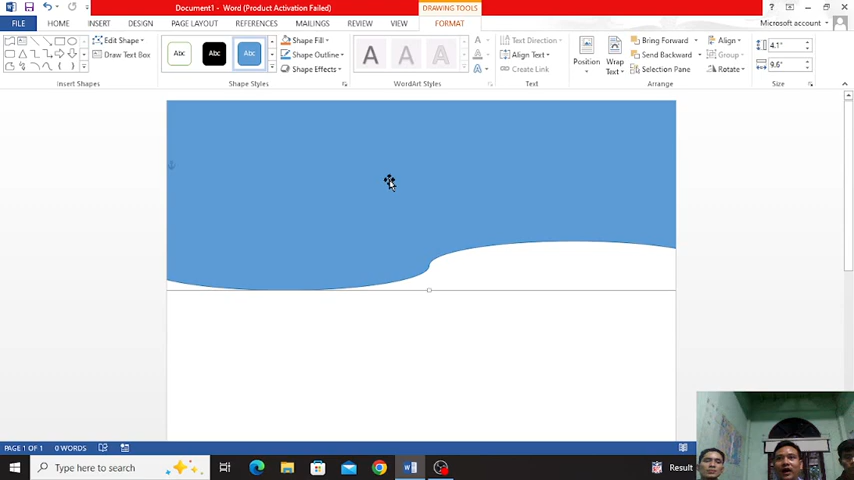 Document1 - Word (Product Activation Failed)
DRAWING TOOLS
FILE HOME INSERT DESIGN PAGE LAYOUT REFERENCES MAILINGS REVIEW VIEW FORMAT Microsoft account
Edit Shape
Draw Text Box
Insert Shapes
Abc Abc Abc
Shape Fill
Shape Outline
Shape Effects
Shape Styles
A A A
WordArt Styles
Text Direction
Align Text
Create Link
Text
Position
Wrap
Text
Bring Forward
Send Backward
Selection Pane
Align
Group
Rotate
Arrange
4.1"
9.6"
Size
PAGE 1 OF 1 0 WORDS
Type here to search
Result